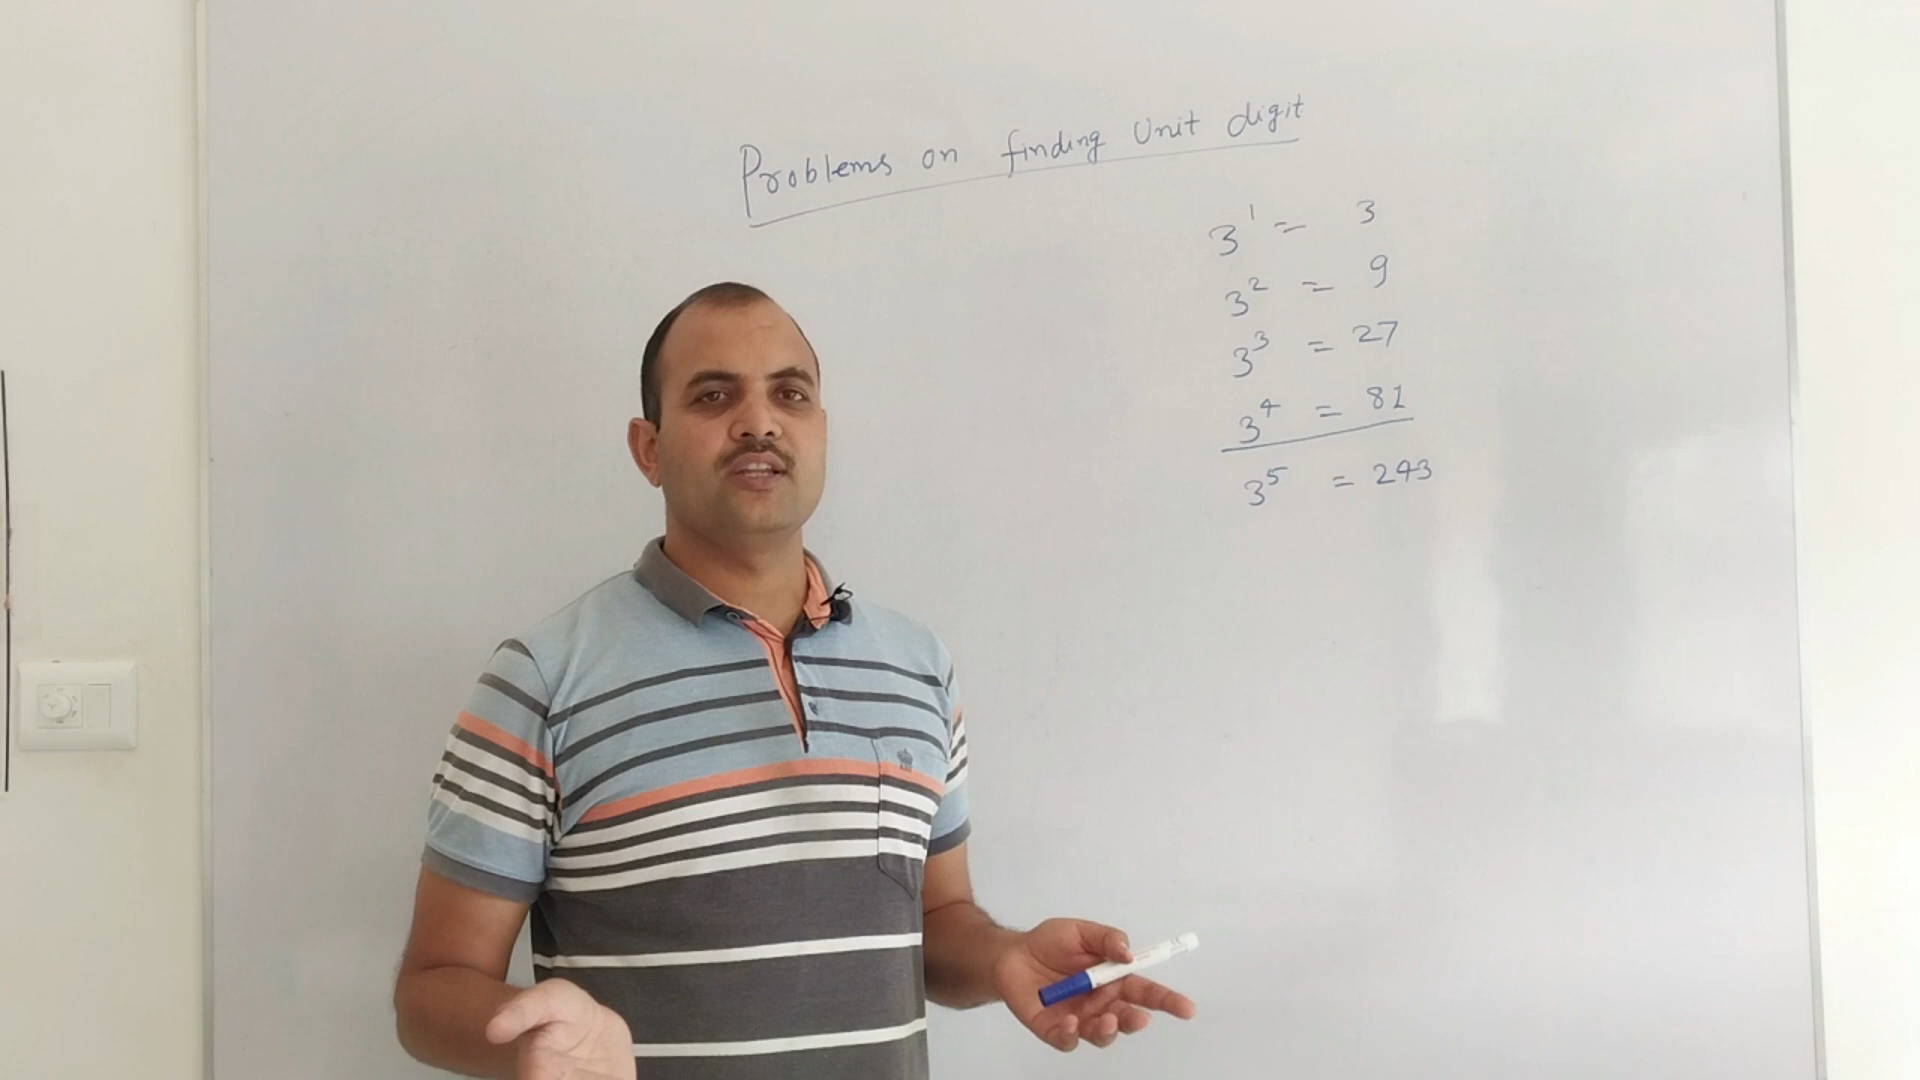 Problems on finding Unit digit
3¹ = 3
3² = 9
3³ = 27
3⁴ = 81
3⁵ = 243